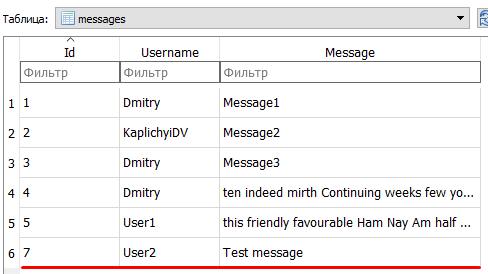 Таблица: messages
Id Username Message
Фильтр Фильтр Фильтр
1 1 Dmitry Message1
2 2 KaplichyiDV Message2
3 3 Dmitry Message3
4 4 Dmitry ten indeed mirth Continuing weeks few yo...
5 5 User1 this friendly favourable Ham Nay Am half ...
6 7 User2 Test message